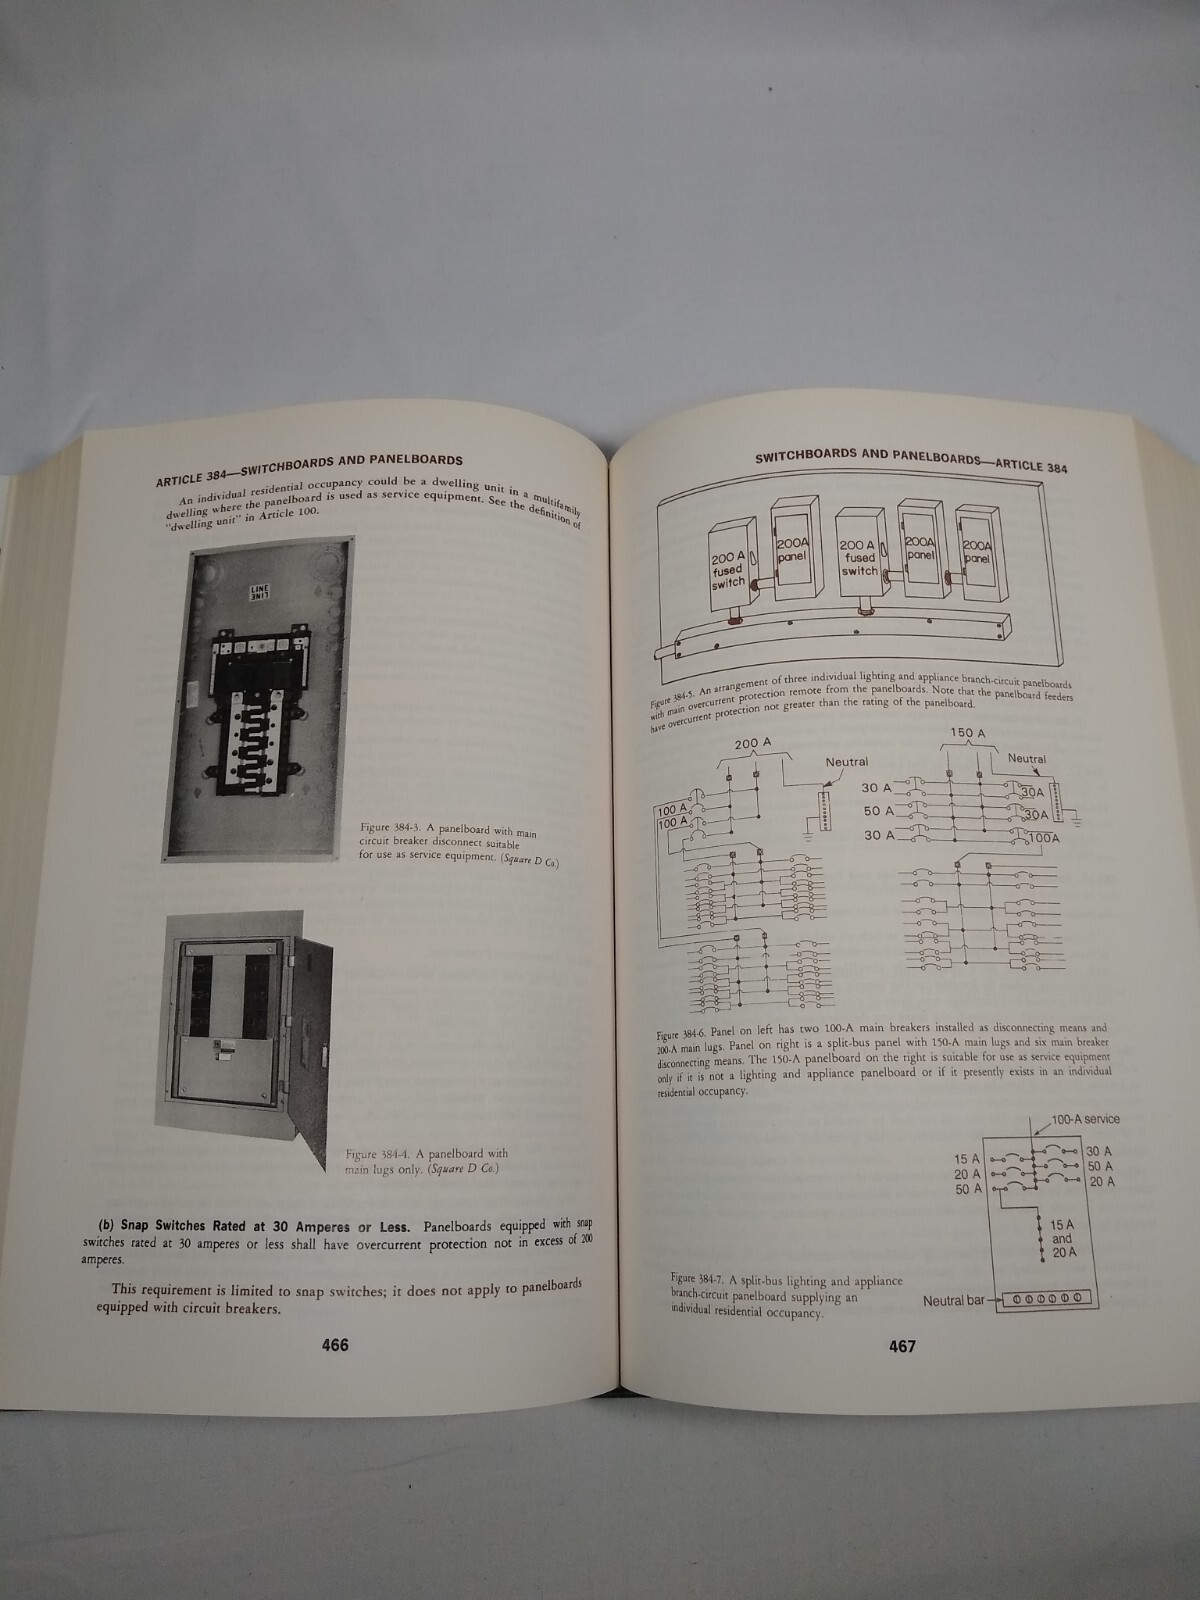 ARTICLE 384—SWITCHBOARDS AND PANELBOARDS
An individual residential occupancy could be a dwelling unit in a multifamily
dwelling where the panelboard is used as service equipment. See the definition of
"dwelling unit" in Article 100.
LINE
LINE
Figure 384-3. A panelboard with main
circuit breaker disconnect suitable
for use as service equipment. (Square D Co.)
Figure 384-4. A panelboard with
main lugs only. (Square D Co.)
(b) Snap Switches Rated at 30 Amperes or Less. Panelboards equipped with snap
switches rated at 30 amperes or less shall have overcurrent protection not in excess of 200
amperes.
This requirement is limited to snap switches; it does not apply to panelboards
equipped with circuit breakers.
466
SWITCHBOARDS AND PANELBOARDS—ARTICLE 384
200 A
fused
switch
200A
panel
200 A
fused
switch
200A
panel
200A
panel
Figure 384-5. An arrangement of three individual lighting and appliance branch-circuit panelboards
with main overcurrent protection remote from the panelboards. Note that the panelboard feeders
have overcurrent protection not greater than the rating of the panelboard.
200 A
Neutral
100 A
100 A
150 A
Neutral
30 A
30A
50 A
30A
30 A
100A
Figure 384-6. Panel on left has two 100-A main breakers installed as disconnecting means and
200-A main lugs. Panel on right is a split-bus panel with 150-A main lugs and six main breaker
disconnecting means. The 150-A panelboard on the right is suitable for use as service equipment
only if it is not a lighting and appliance panelboard or if it presently exists in an individual
residential occupancy.
100-A service
15 A
30 A
20 A
50 A
50 A
20 A
15 A
and
20 A
Neutral bar
Figure 384-7. A split-bus lighting and appliance
branch-circuit panelboard supplying an
individual residential occupancy.
467